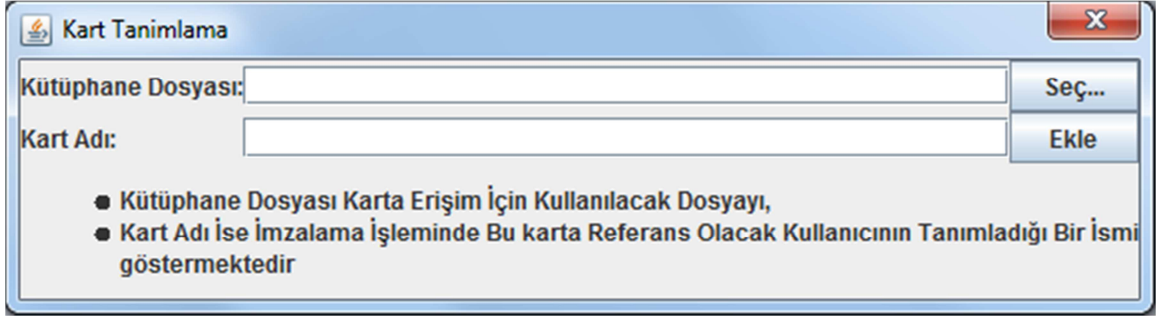 Kart Tanimlama
Kütüphane Dosyası: Seç...
Kart Adı: Ekle
Kütüphane Dosyası Karta Erişim İçin Kullanılacak Dosyayı,
Kart Adı İse İmzalama İşleminde Bu karta Referans Olacak Kullanıcının Tanımladığı Bir İsmi
göstermektedir